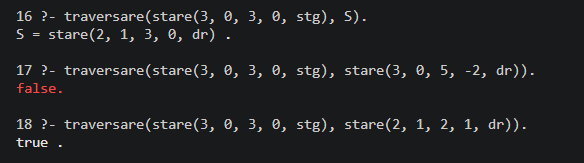 16 ?- traversare(stare(3, 0, 3, 0, stg), S).
S = stare(2, 1, 3, 0, dr) .
17 ?- traversare(stare(3, 0, 3, 0, stg), stare(3, 0, 5, -2, dr)).
false.
18 ?- traversare(stare(3, 0, 3, 0, stg), stare(2, 1, 2, 1, dr)).
true .